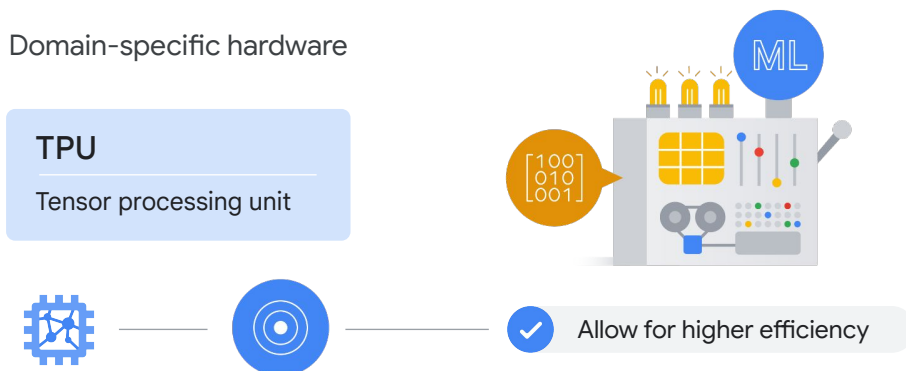 Domain-specific hardware
ML
TPU
Tensor processing unit
[100
010
001]
Allow for higher efficiency